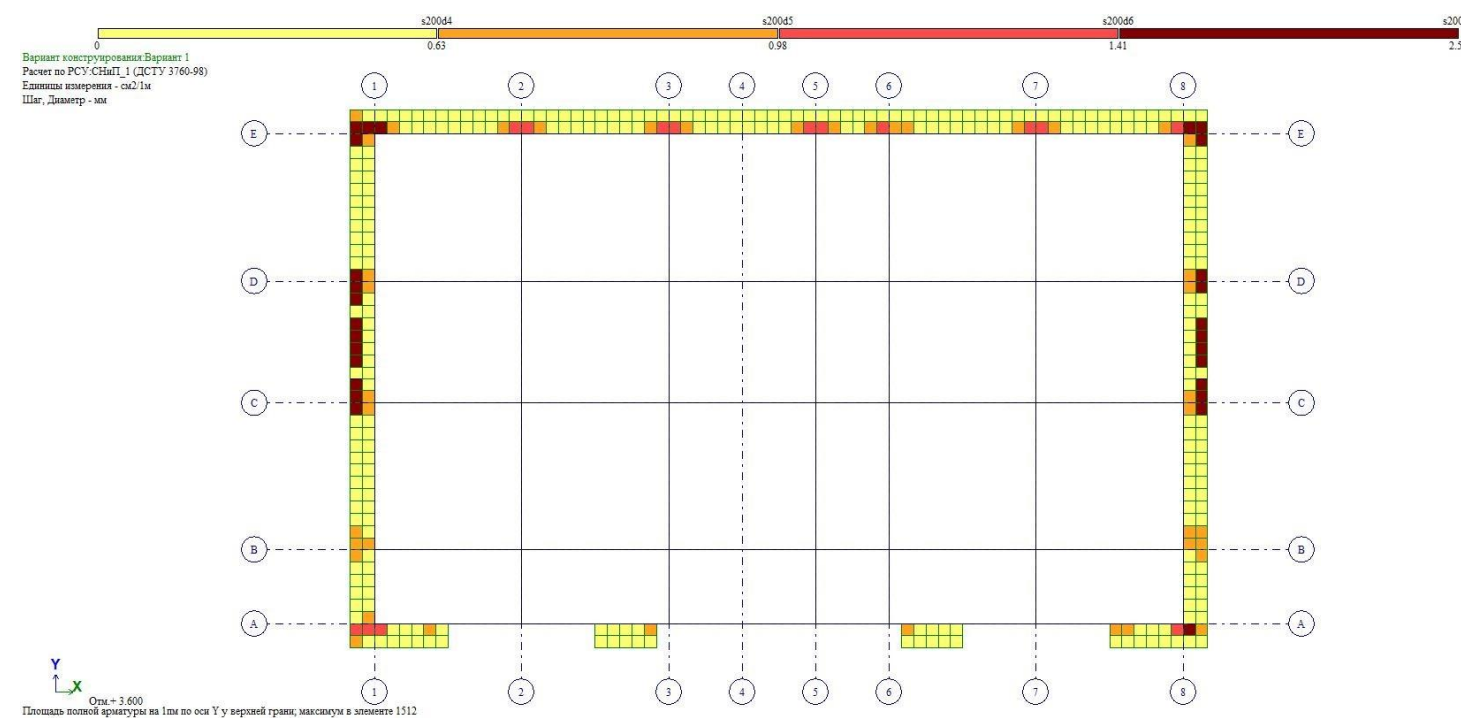 s200d4 s200d5 s200d6 s200
0 0.63 0.98 1.41 2.5
Вариант конструирования:Вариант 1
Расчет по РСУ:СНиП_1 (ДСТУ 3760-98)
Единицы измерения - см2/1м
Шаг, Диаметр - мм
1 2 3 4 5 6 7 8
E E
D D
C C
B B
A A
Y
X
1 2 3 4 5 6 7 8
Отм.+ 3.600
Площадь полной арматуры на 1пм по оси Y у верхней грани; максимум в элементе 1512